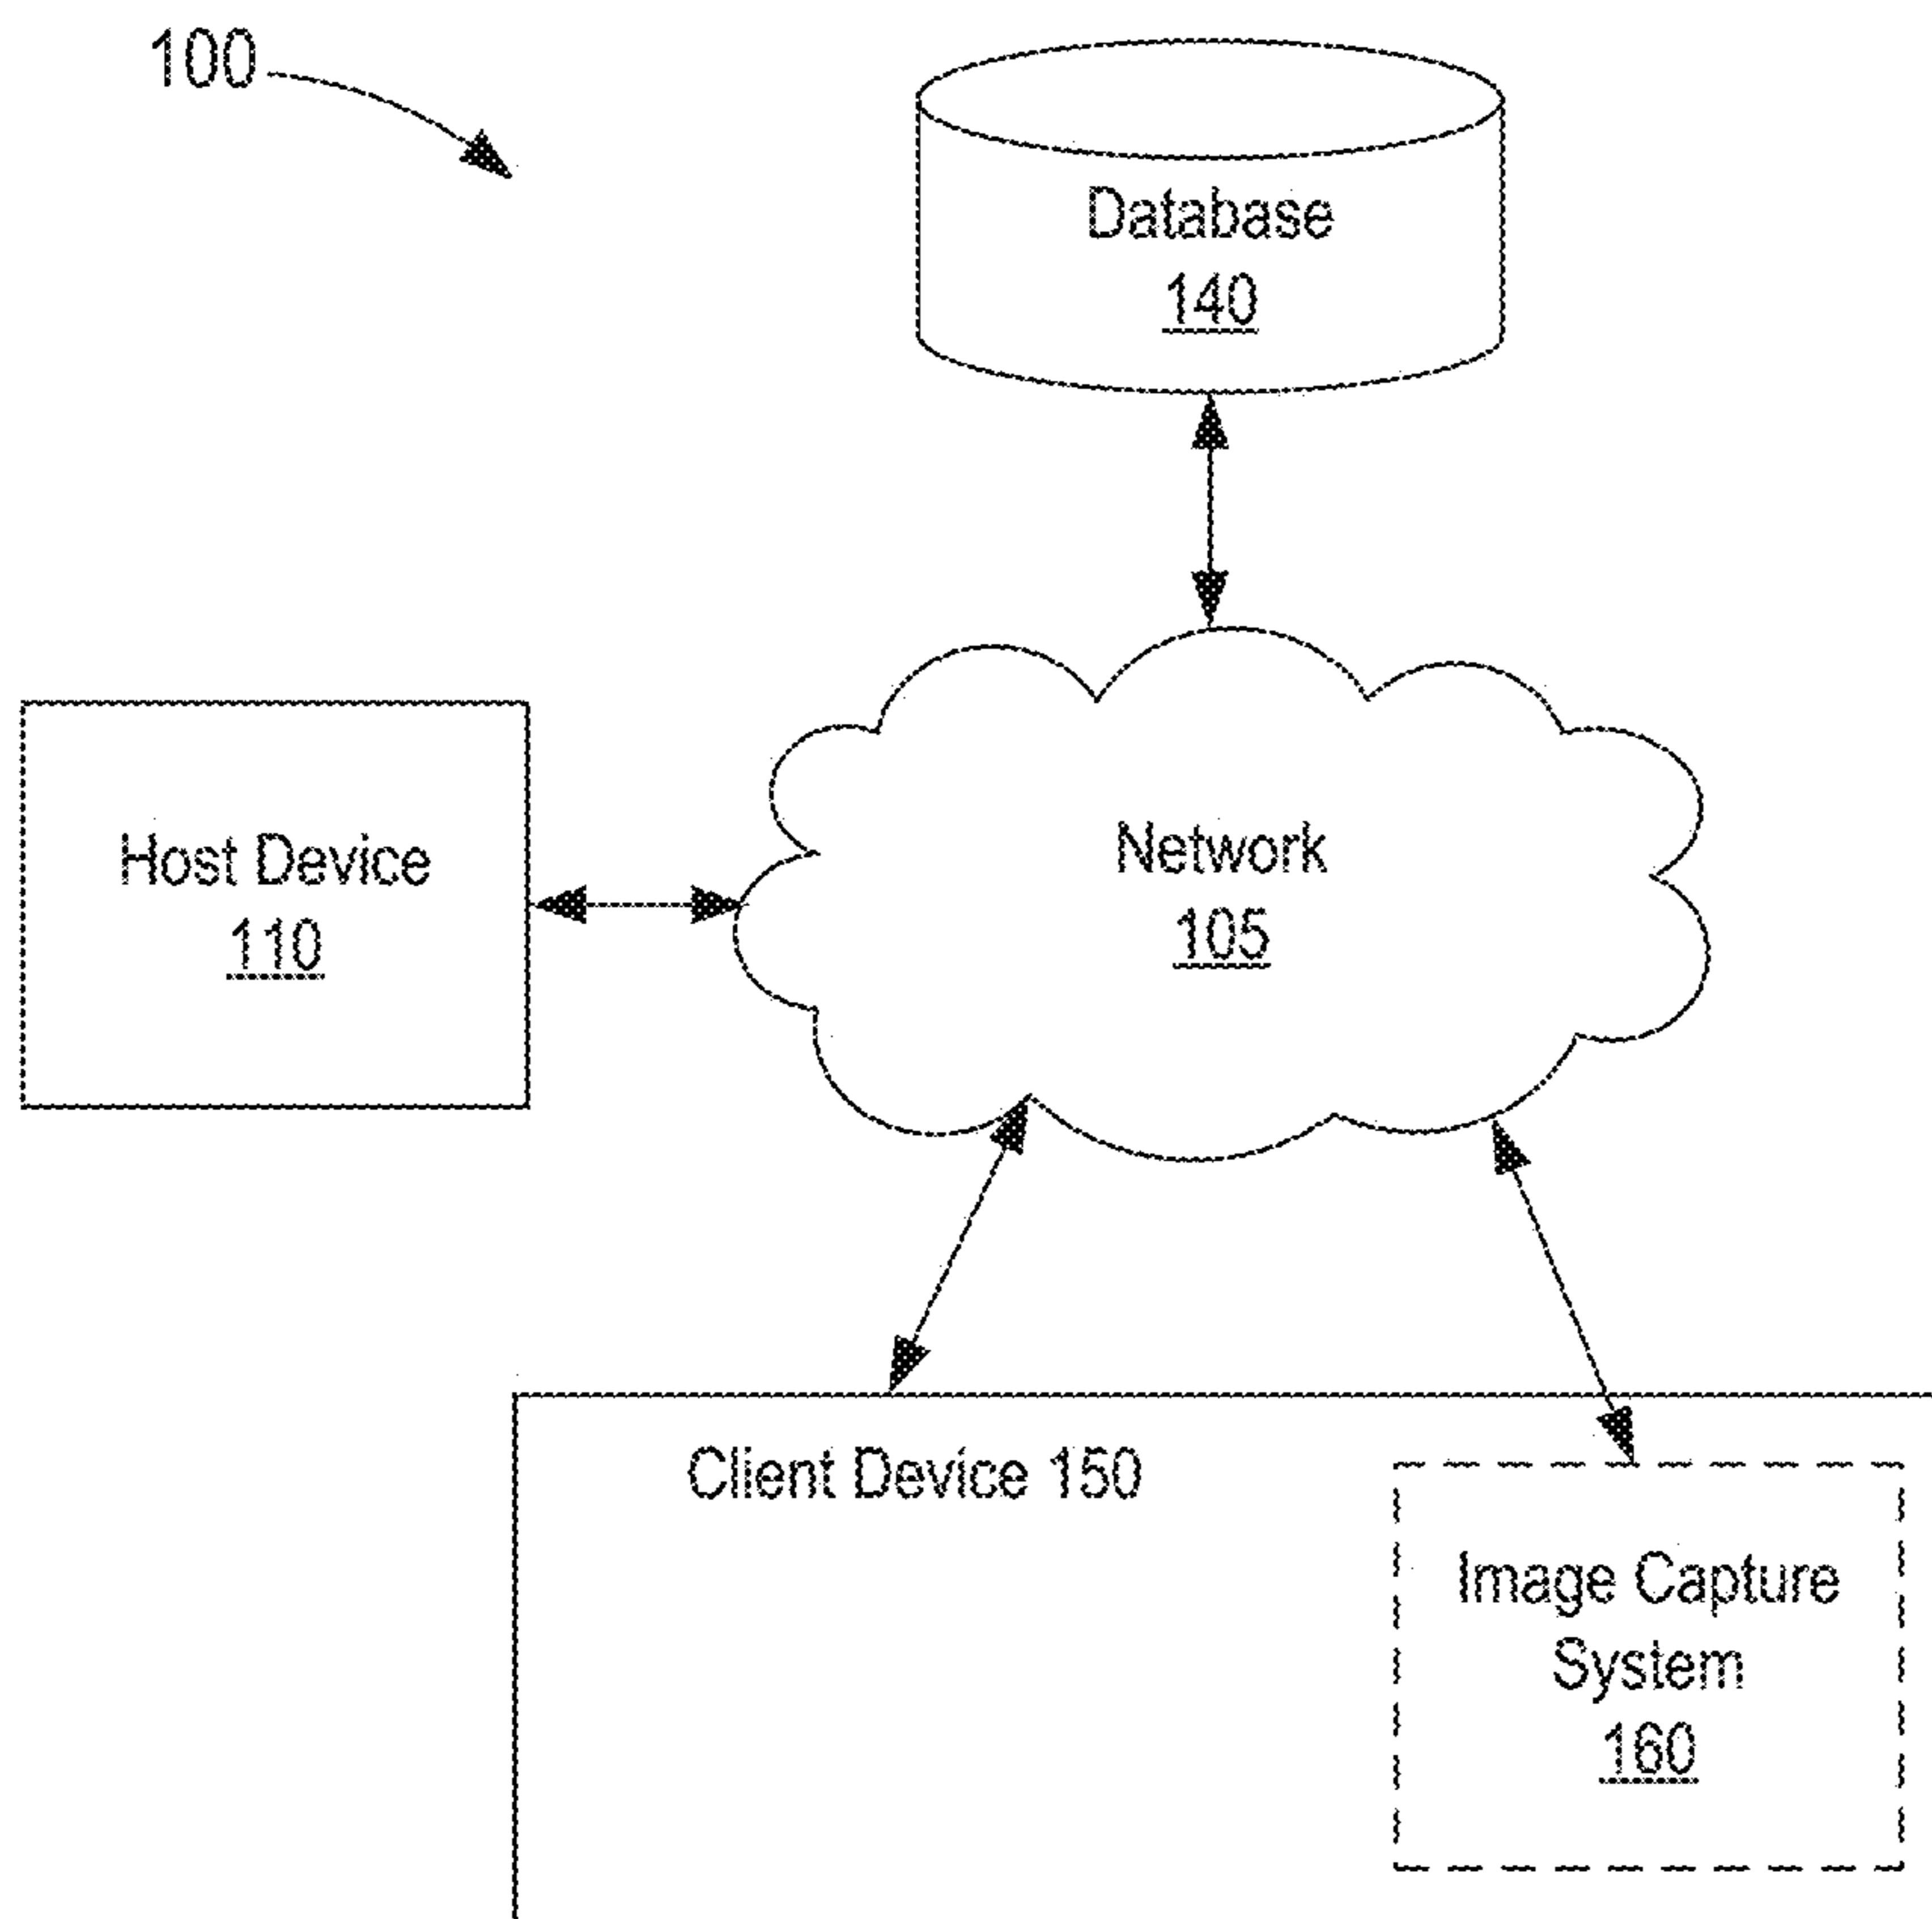 100
Database
140
Host Device
110
Network
105
Client Device 150
Image Capture
System
160